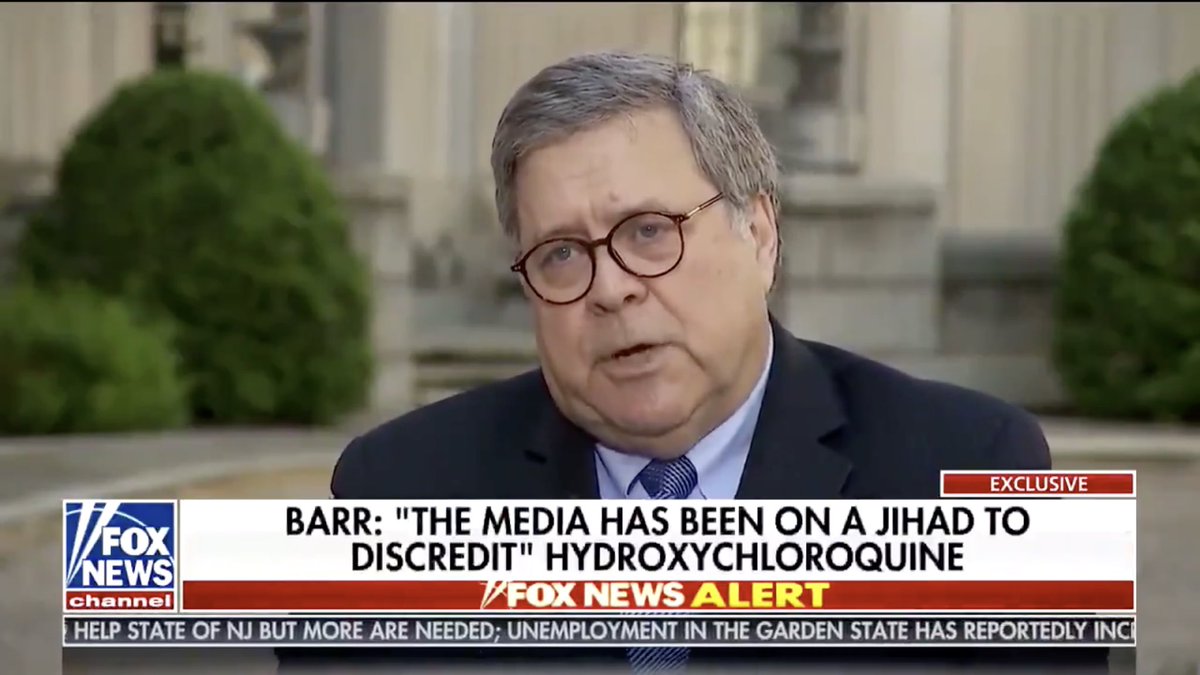 EXCLUSIVE
BARR: "THE MEDIA HAS BEEN ON A JIHAD TO
DISCREDIT" HYDROXYCHLOROQUINE
FOX
NEWS
channel
FOX NEWS ALERT
HELP STATE OF NJ BUT MORE ARE NEEDED; UNEMPLOYMENT IN THE GARDEN STATE HAS REPORTEDLY